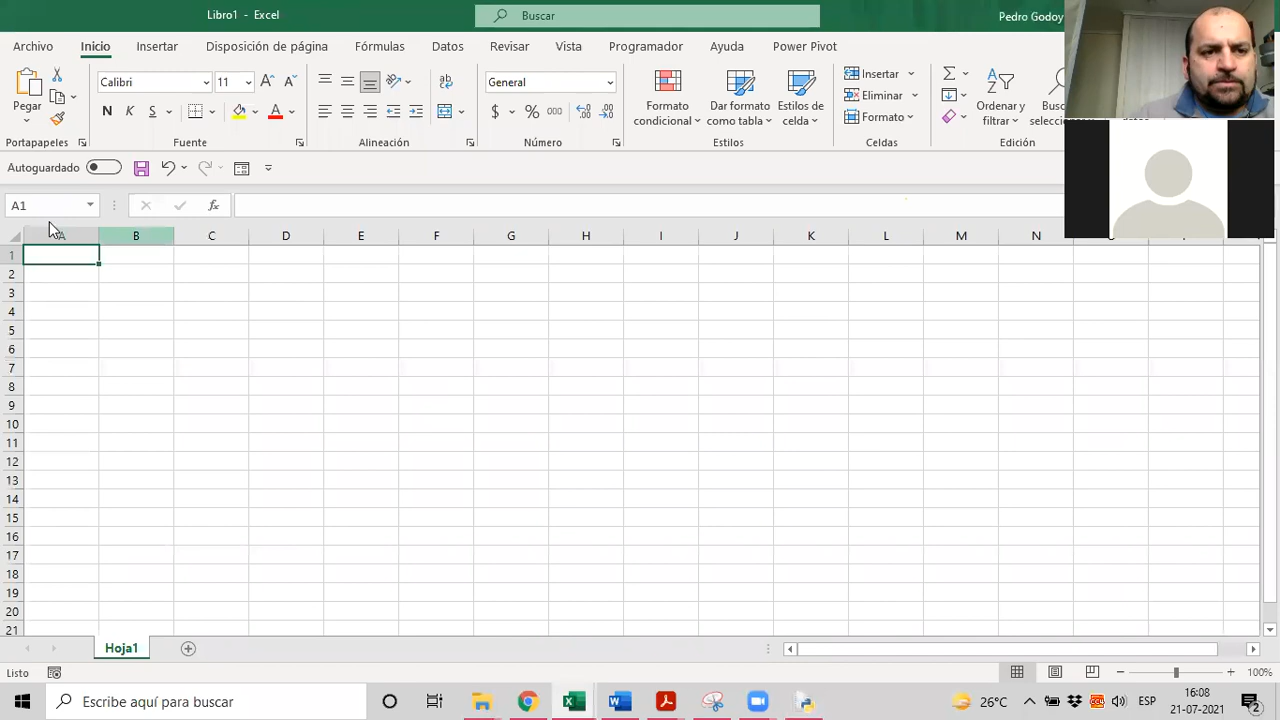 Libro1 - Excel
Buscar
Pedro Godoy
Archivo Inicio Insertar Disposición de página Fórmulas Datos Revisar Vista Programador Ayuda Power Pivot
Pegar
Calibri 11
N K S
General
$ % 000
Formato condicional
Dar formato como tabla
Estilos de celda
Insertar
Eliminar
Formato
Ordenar y filtrar
Portapapeles Fuente Alineación Número Estilos Celdas Edición
Autoguardado
A1
fx
A B C D E F G H I J K L M N
1
2
3
4
5
6
7
8
9
10
11
12
13
14
15
16
17
18
19
20
21
Hoja1
Listo
100%
Escribe aquí para buscar
26°C
ESP
16:08
21-07-2021
2